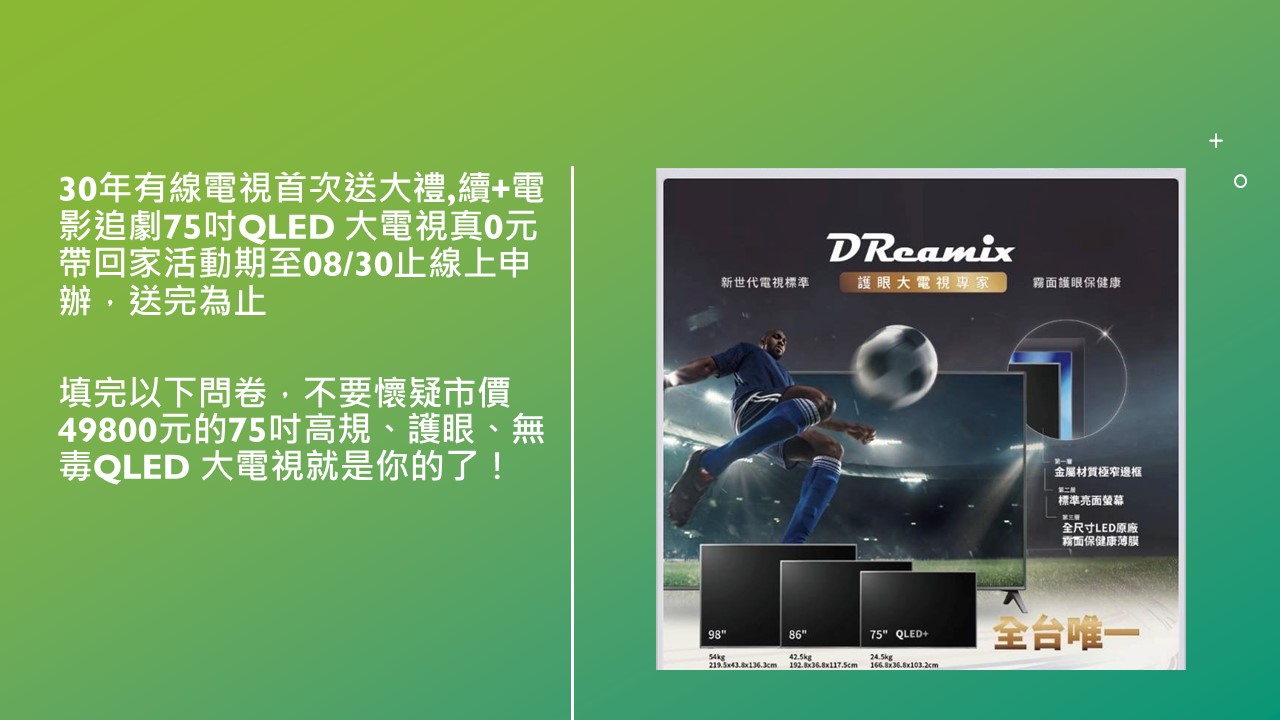 30年有線電視首次送大禮,續+電
影追劇75吋QLED 大電視真0元
帶回家活動期至08/30止線上申
辦，送完為止
填完以下問卷，不要懷疑市價
49800元的75吋高規、護眼、無
毒QLED 大電視就是你的了！
DReamix
新世代電視標準
護眼大電視專家
霧面護眼保健康
第一層
金屬材質極窄邊框
第二層
標準亮面螢幕
第三層
全尺寸LED原廠
霧面保健康薄膜
98"
86"
75" QLED+
全台唯一
54kg
219.5x43.8x136.3cm
42.5kg
192.8x36.8x117.5cm
24.5kg
166.8x36.8x103.2cm